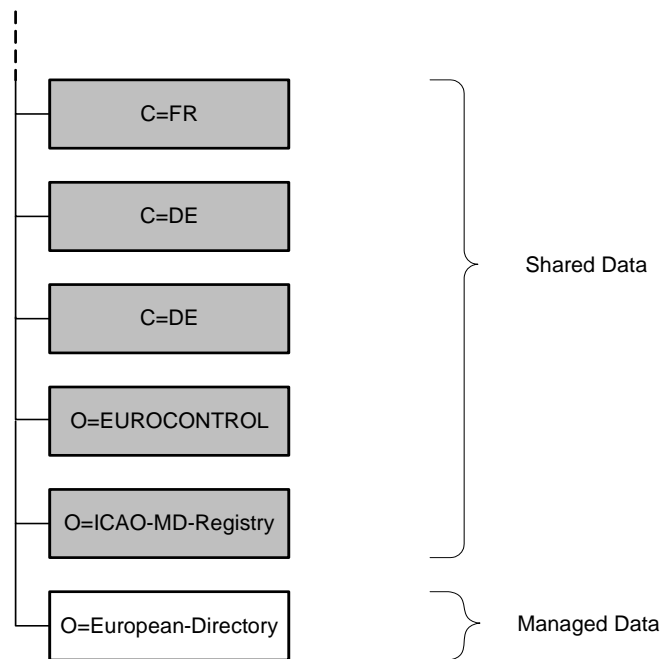 C=FR
C=DE
C=DE
Shared Data
O=EUROCONTROL
O=ICAO-MD-Registry
O=European-Directory
Managed Data